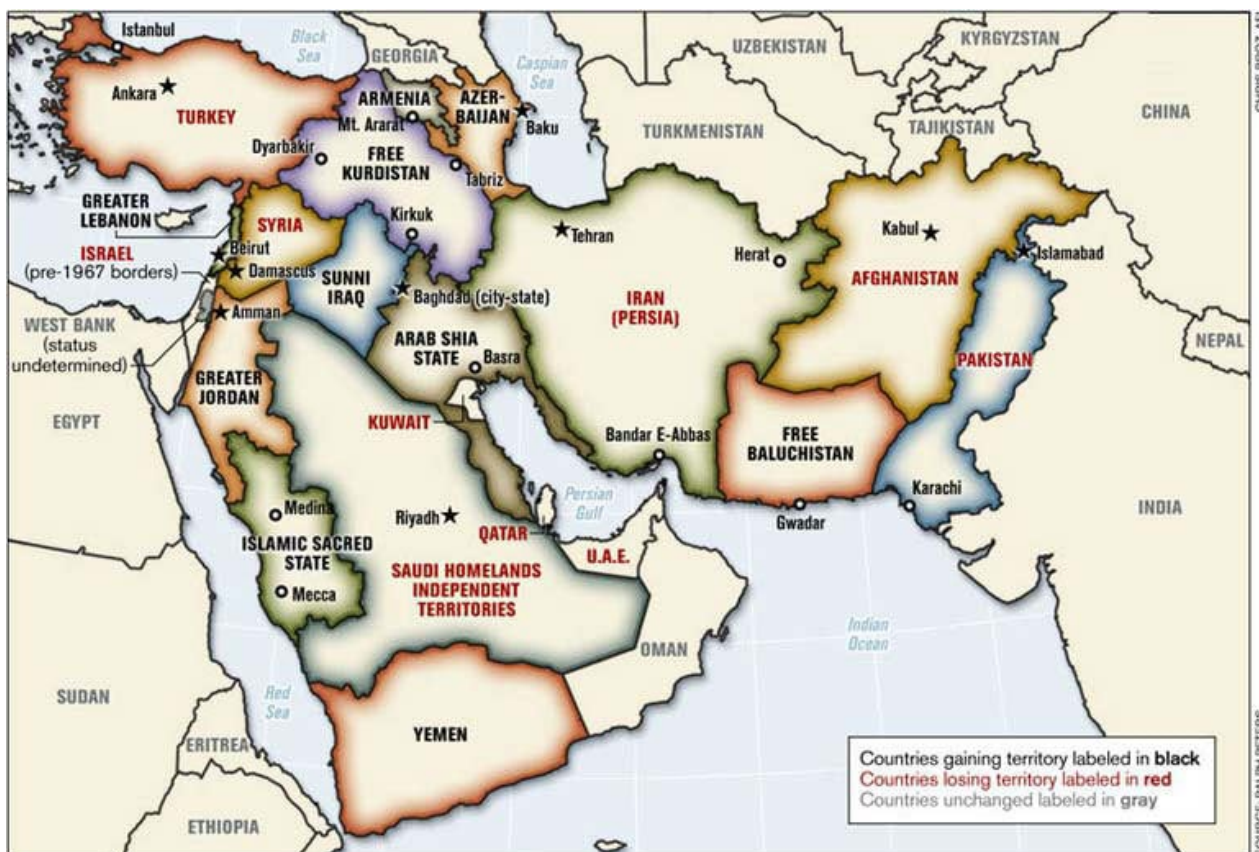 Istanbul
Black
Sea
GEORGIA
Caspian
Sea
UZBEKISTAN
KYRGYZSTAN
CHINA
Ankara
TURKEY
ARMENIA
Mt. Ararat
AZER-
BAIJAN
Baku
TURKMENISTAN
TAJIKISTAN
Dyarbakir
FREE
KURDISTAN
Tabriz
GREATER
LEBANON
SYRIA
Kirkuk
Tehran
Herat
Kabul
Islamabad
ISRAEL
(pre-1967 borders)
Beirut
Damascus
SUNNI
IRAQ
Baghdad (city-state)
IRAN
(PERSIA)
AFGHANISTAN
WEST BANK
(status
undetermined)
Amman
ARAB SHIA
STATE
Basra
PAKISTAN
NEPAL
GREATER
JORDAN
EGYPT
KUWAIT
Bandar E-Abbas
FREE
BALUCHISTAN
Karachi
Gwadar
INDIA
Medina
Riyadh
Persian
Gulf
QATAR
U.A.E.
ISLAMIC SACRED
STATE
Mecca
SAUDI HOMELANDS
INDEPENDENT
TERRITORIES
OMAN
Indian
Ocean
SUDAN
Red
Sea
YEMEN
ERITREA
ETHIOPIA
Countries gaining territory labeled in black
Countries losing territory labeled in red
Countries unchanged labeled in gray